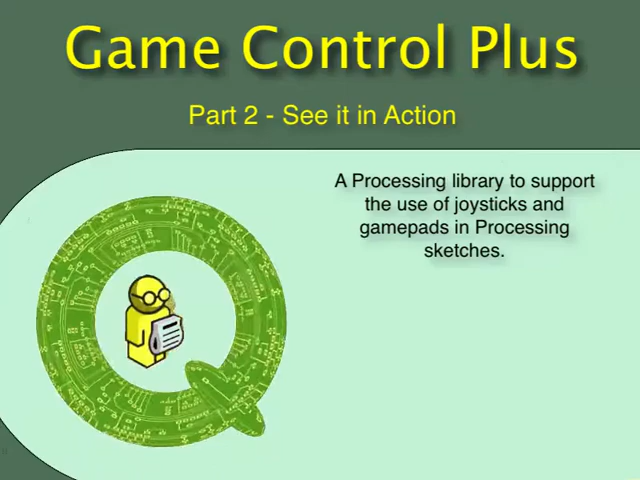 Game Control Plus
Part 2 - See it in Action
A Processing library to support
the use of joysticks and
gamepads in Processing
sketches.